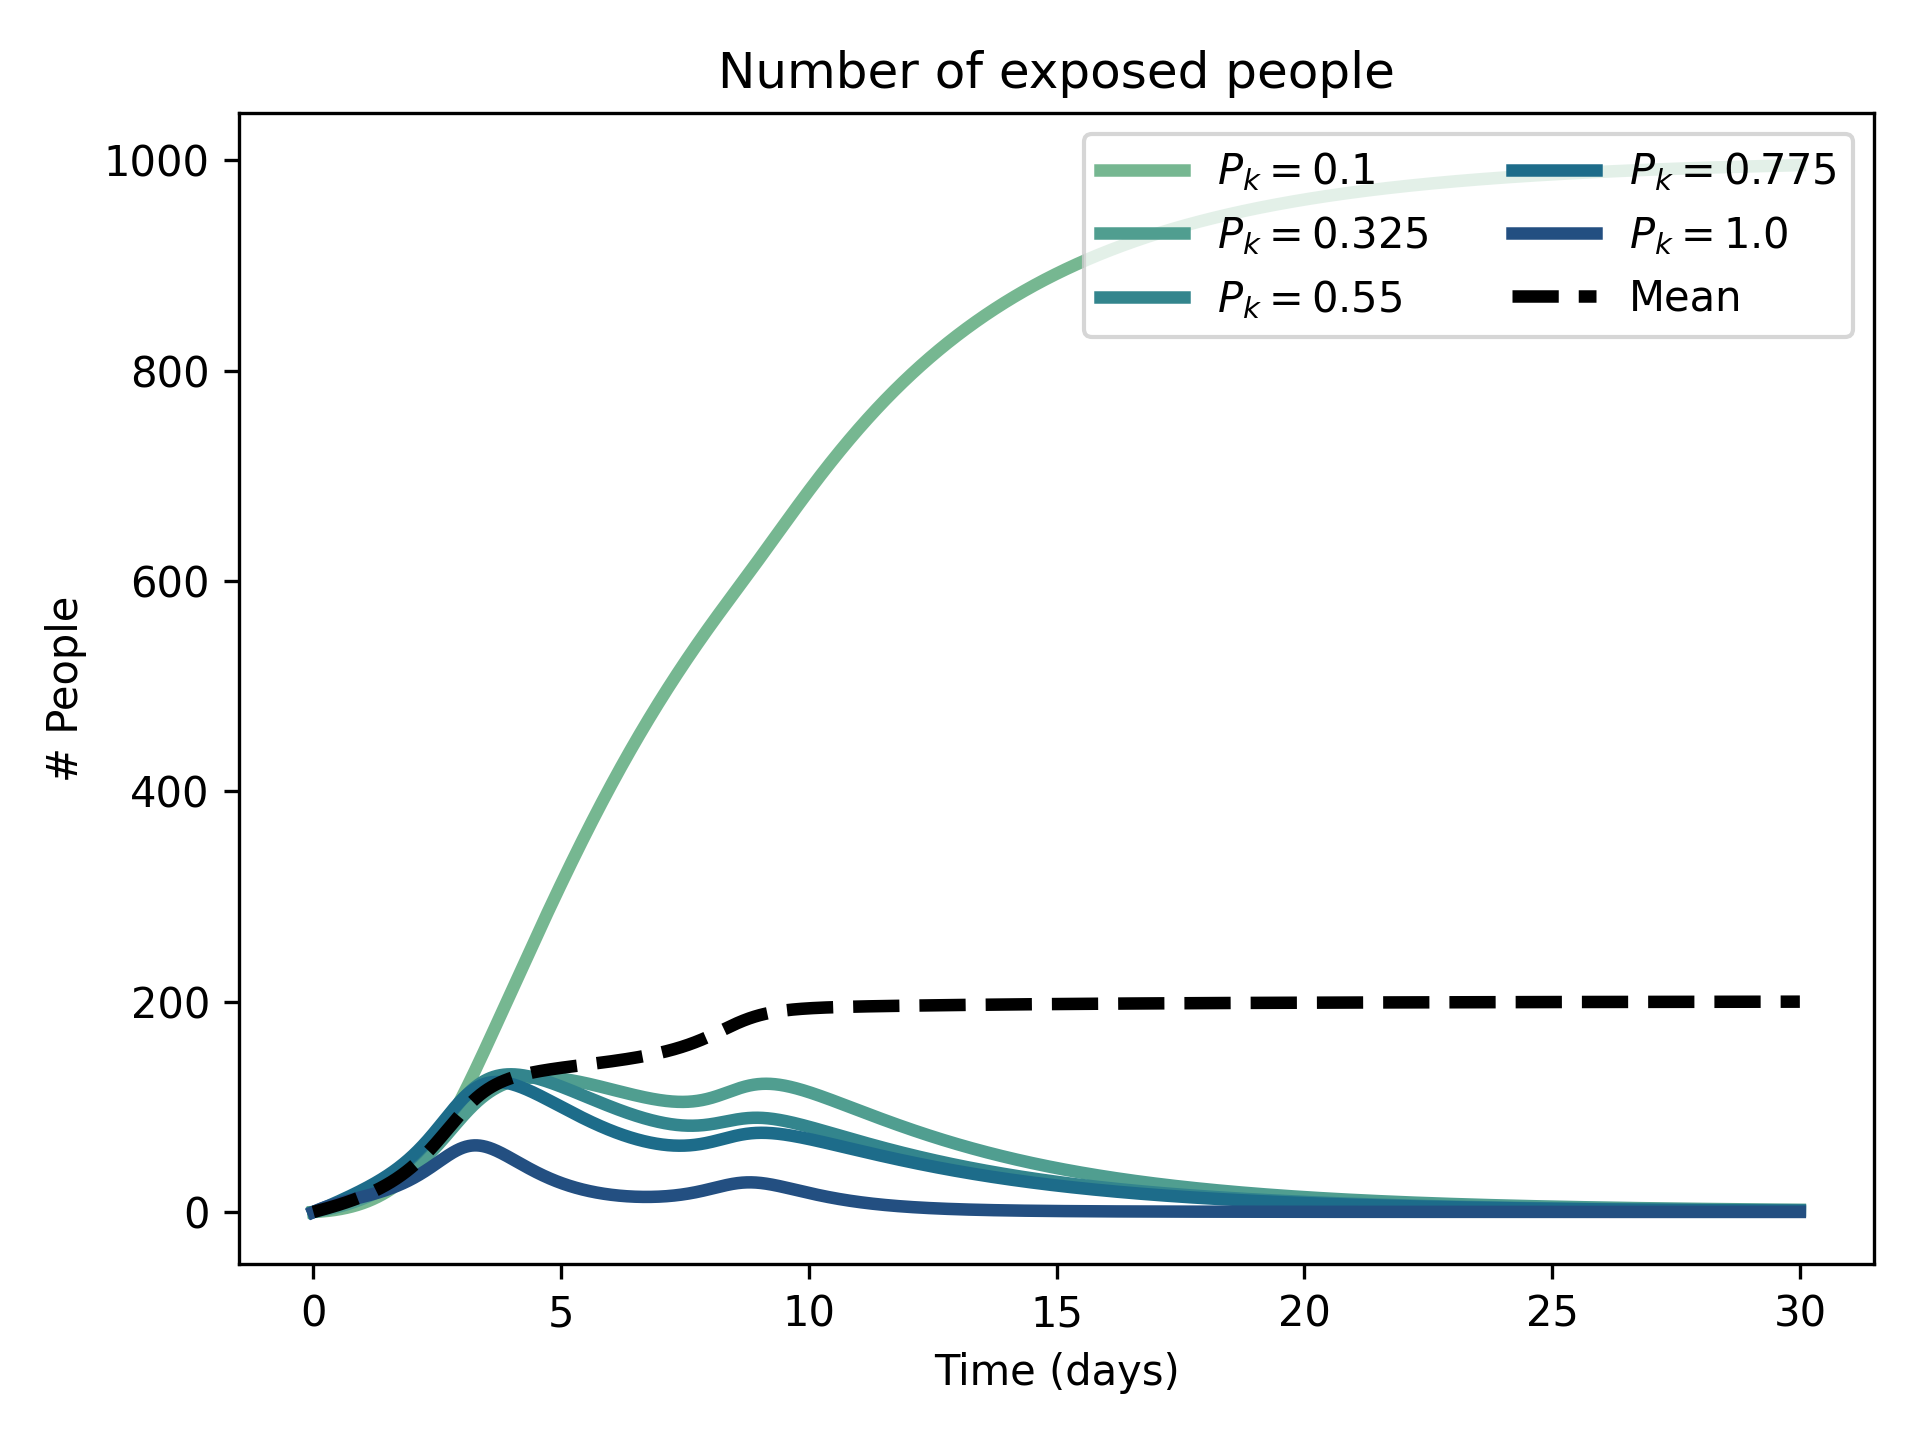 Number of exposed people
1000
800
600
400
200
0
# People
P_k = 0.1
P_k = 0.325
P_k = 0.55
P_k = 0.775
P_k = 1.0
Mean
0 5 10 15 20 25 30
Time (days)